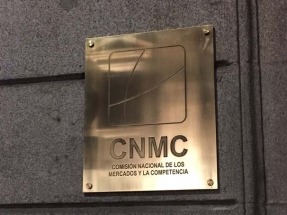 CNMC
COMISIÓN NACIONAL DE LOS
MERCADOS Y LA COMPETENCIA